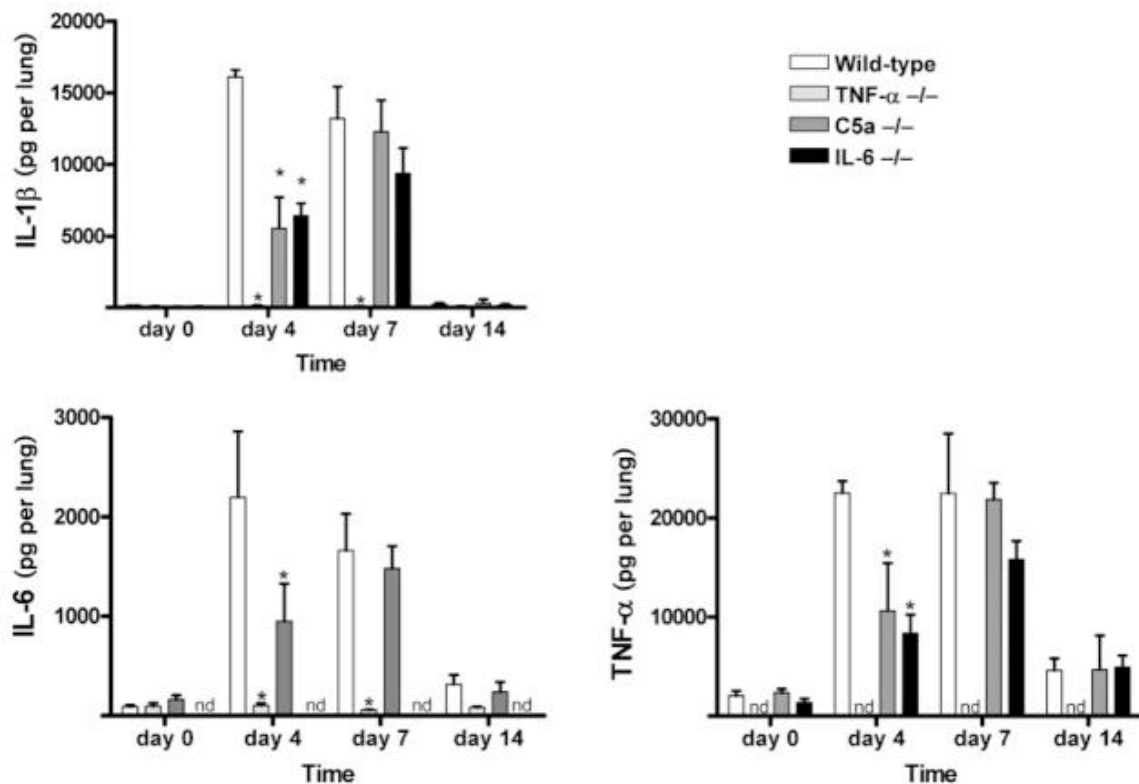 20000
15000
10000
5000
IL-1β (pg per lung)
* * * *
day 0 day 4 day 7 day 14
Time
Wild-type
TNF-α –/–
C5a –/–
IL-6 –/–
3000
2000
1000
IL-6 (pg per lung)
* * *
nd nd nd nd
day 0 day 4 day 7 day 14
Time
30000
20000
10000
TNF-α (pg per lung)
* *
nd nd nd nd
day 0 day 4 day 7 day 14
Time